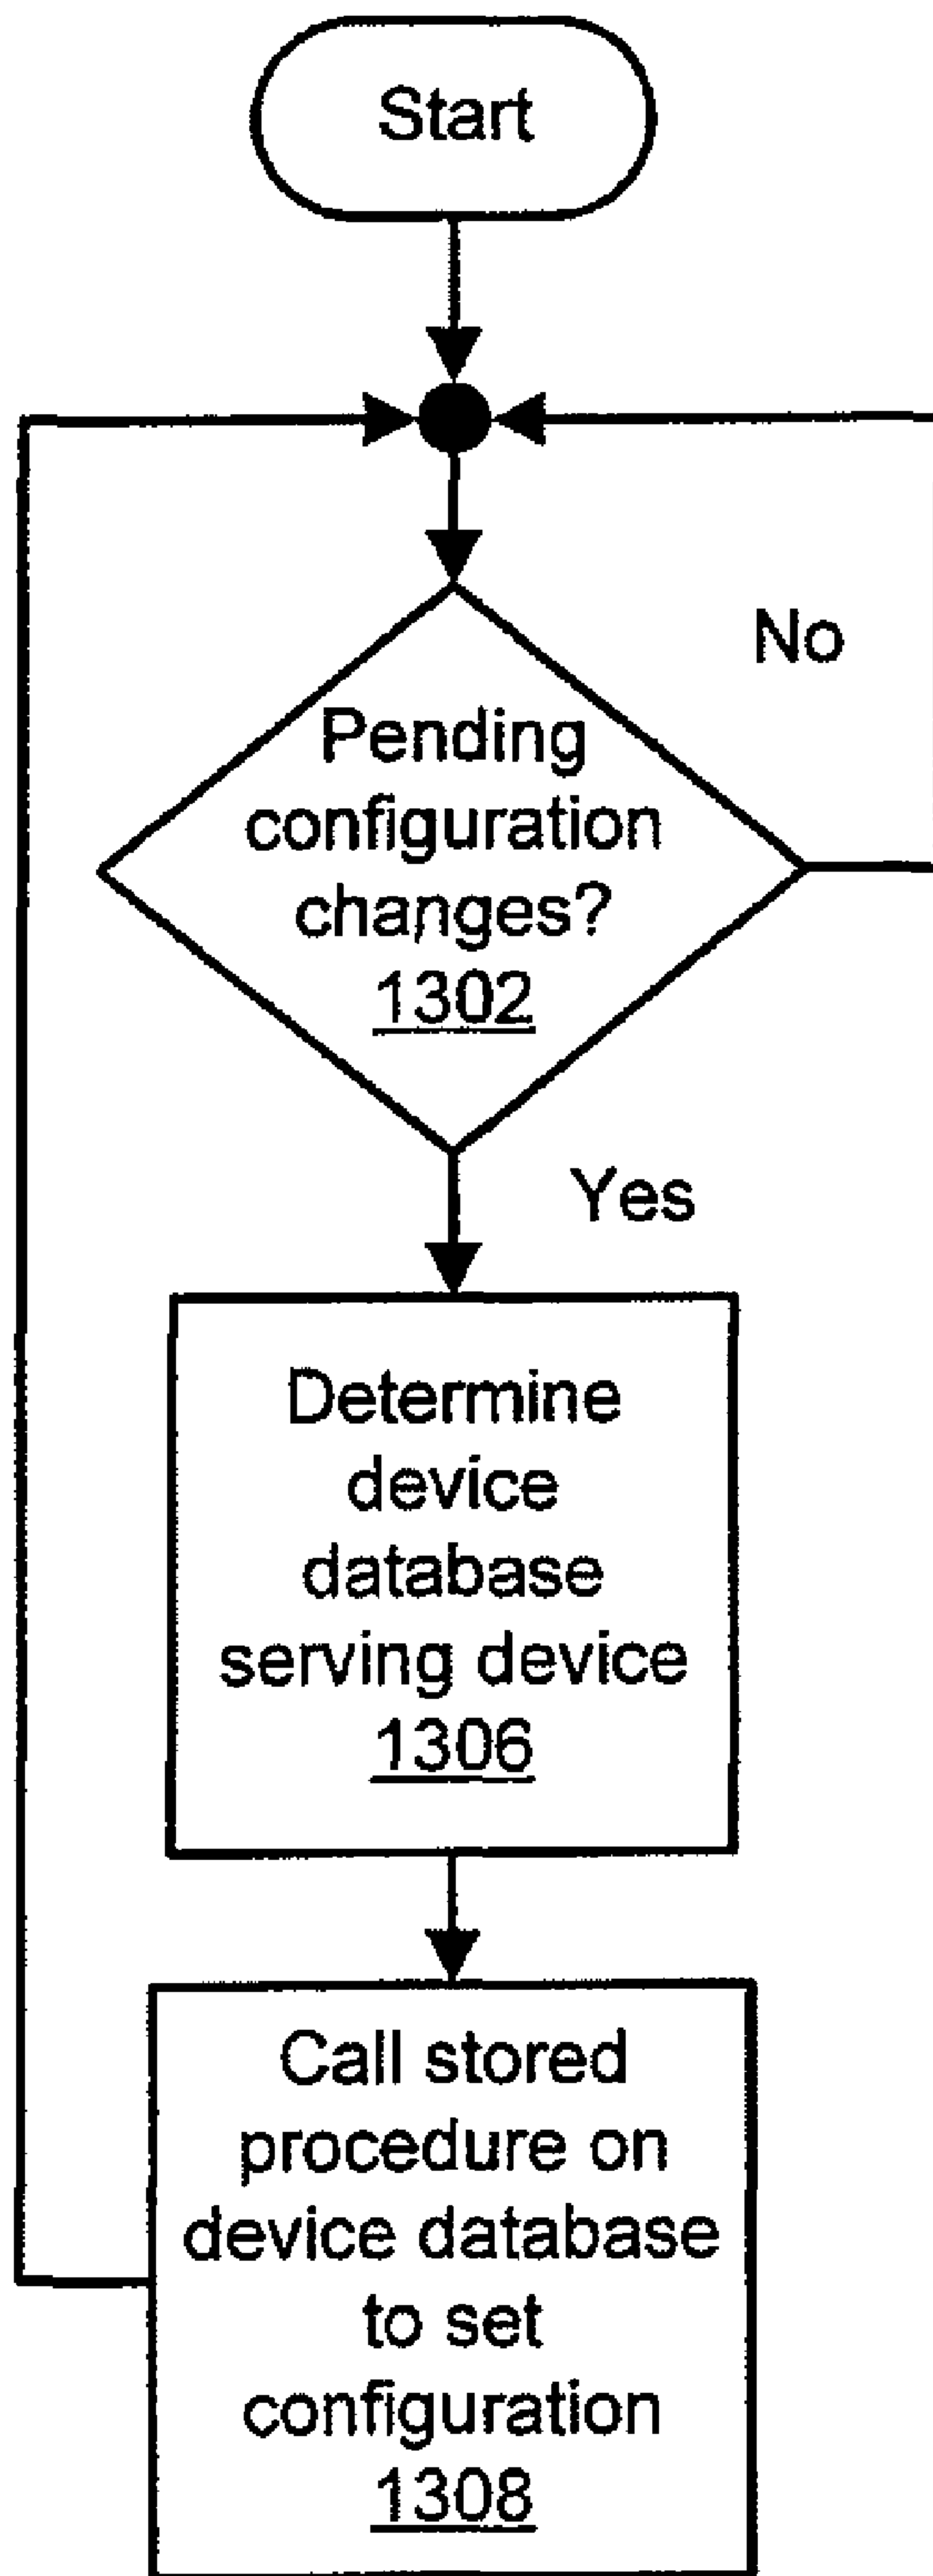 Start
No
Pending
configuration
changes?
1302
Yes
Determine
device
database
serving device
1306
Call stored
procedure on
device database
to set
configuration
1308